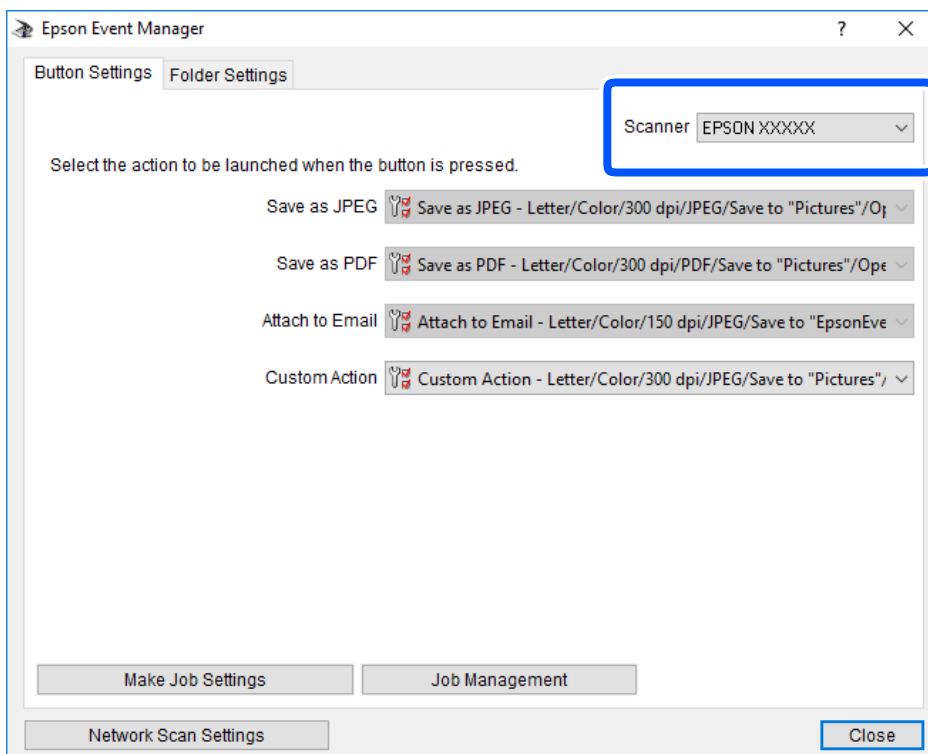 Epson Event Manager
Button Settings Folder Settings
Scanner EPSON XXXXX
Select the action to be launched when the button is pressed.
Save as JPEG Save as JPEG - Letter/Color/300 dpi/JPEG/Save to "Pictures"/Op
Save as PDF Save as PDF - Letter/Color/300 dpi/PDF/Save to "Pictures"/Ope
Attach to Email Attach to Email - Letter/Color/150 dpi/JPEG/Save to "EpsonEve
Custom Action Custom Action - Letter/Color/300 dpi/JPEG/Save to "Pictures"/
Make Job Settings Job Management
Network Scan Settings Close